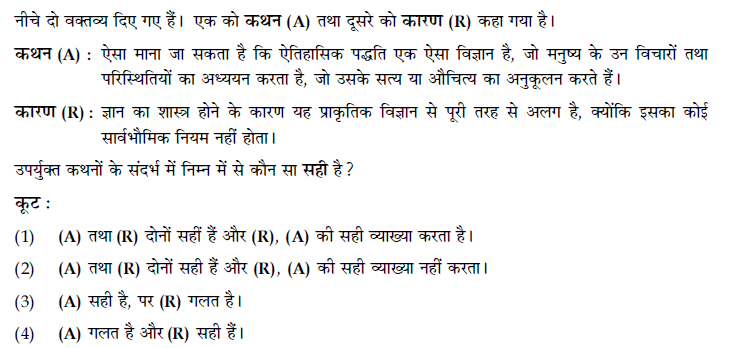 नीचे दो वक्तव्य दिए गए हैं। एक को कथन (A) तथा दूसरे को कारण (R) कहा गया है।
कथन (A) : ऐसा माना जा सकता है कि ऐतिहासिक पद्धति एक ऐसा विज्ञान है, जो मनुष्य के उन विचारों तथा
परिस्थितियों का अध्ययन करता है, जो उसके सत्य या औचित्य का अनुकूलन करते हैं।
कारण (R) : ज्ञान का शास्त्र होने के कारण यह प्राकृतिक विज्ञान से पूरी तरह से अलग है, क्योंकि इसका कोई
सार्वभौमिक नियम नहीं होता।
उपर्युक्त कथनों के संदर्भ में निम्न में से कौन सा सही है ?
कूट :
(1) (A) तथा (R) दोनों सहीं हैं और (R), (A) की सही व्याख्या करता है।
(2) (A) तथा (R) दोनों सही हैं और (R), (A) की सही व्याख्या नहीं करता।
(3) (A) सही है, पर (R) गलत है।
(4) (A) गलत है और (R) सही हैं।